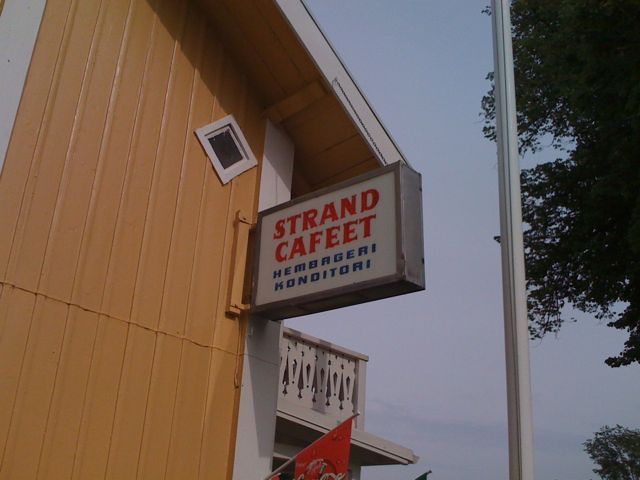 STRAND
CAFEET
HEMBAGERI
KONDITORI